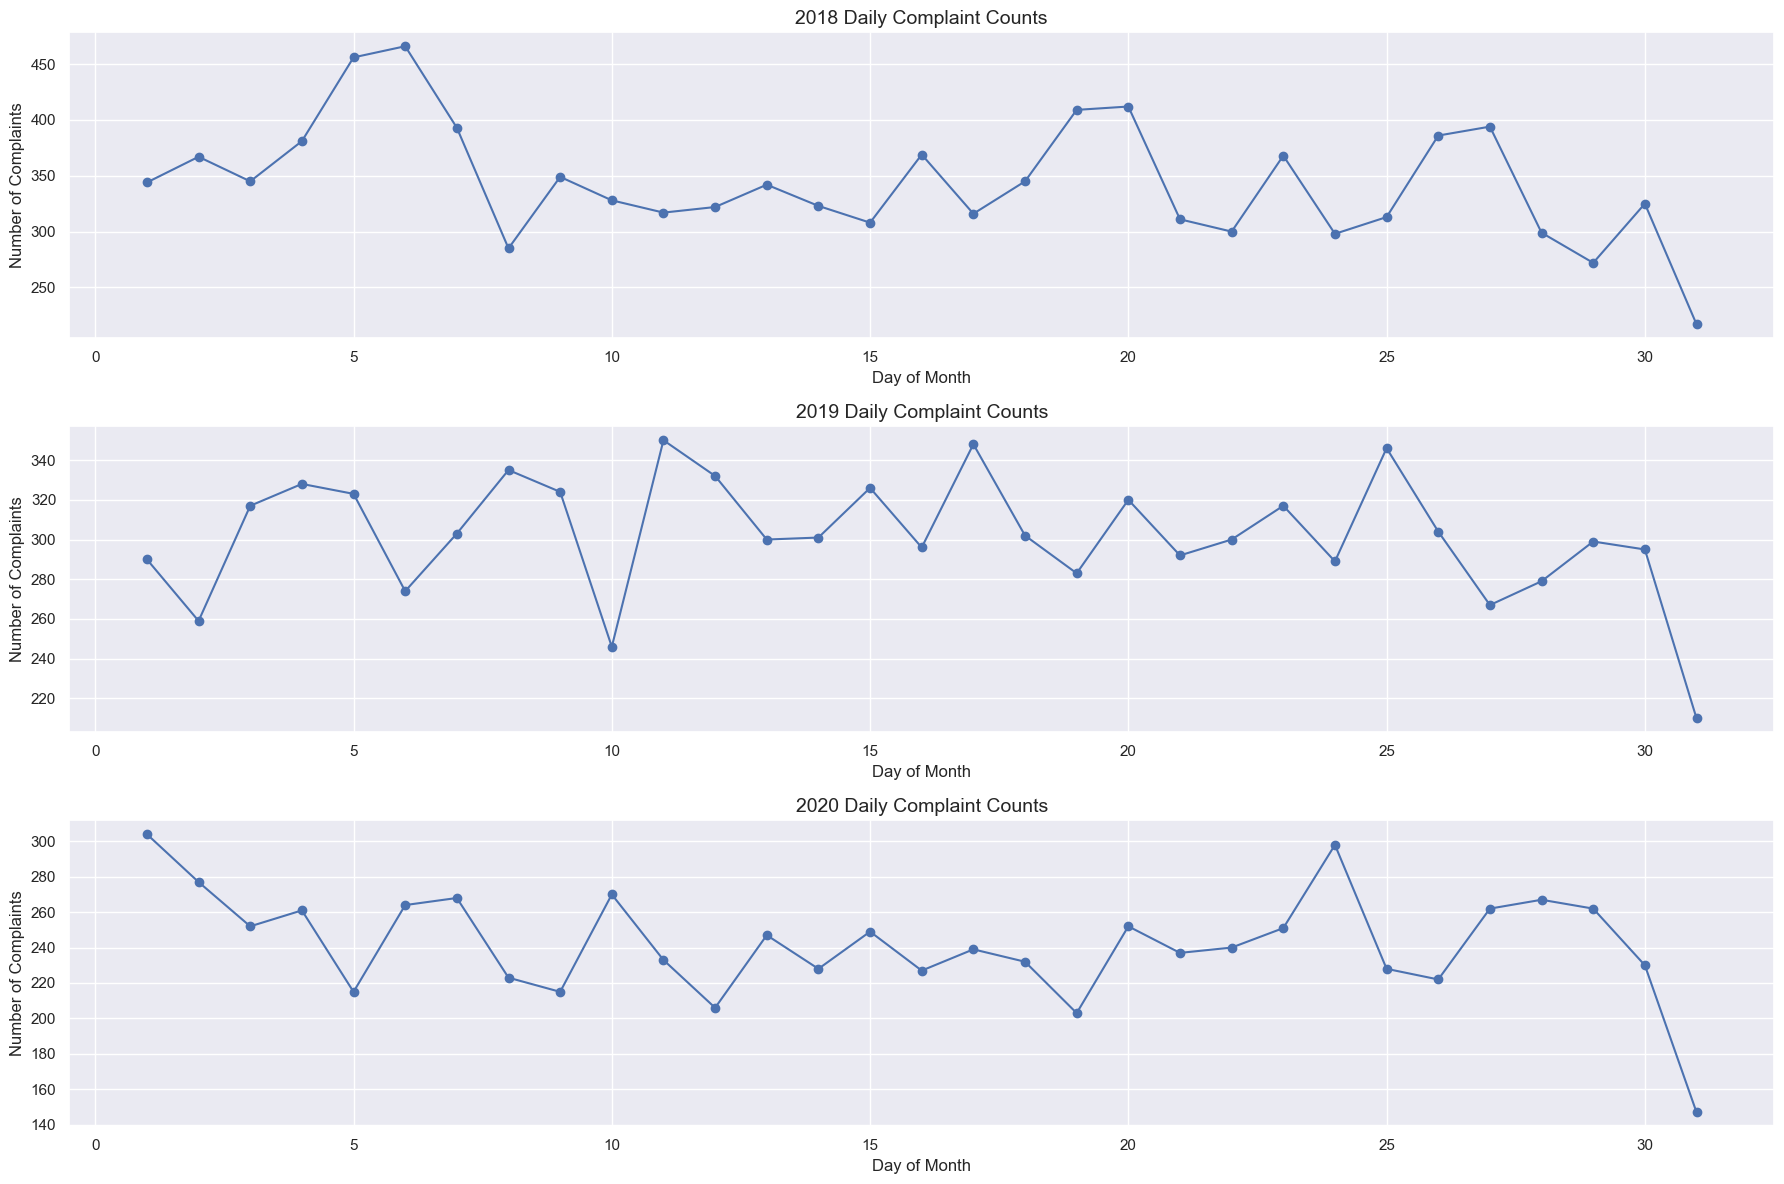 2018 Daily Complaint Counts
Number of Complaints
450
400
350
300
250
0 5 10 15 20 25 30
Day of Month
2019 Daily Complaint Counts
Number of Complaints
340
320
300
280
260
240
220
0 5 10 15 20 25 30
Day of Month
2020 Daily Complaint Counts
Number of Complaints
300
280
260
240
220
200
180
160
140
0 5 10 15 20 25 30
Day of Month